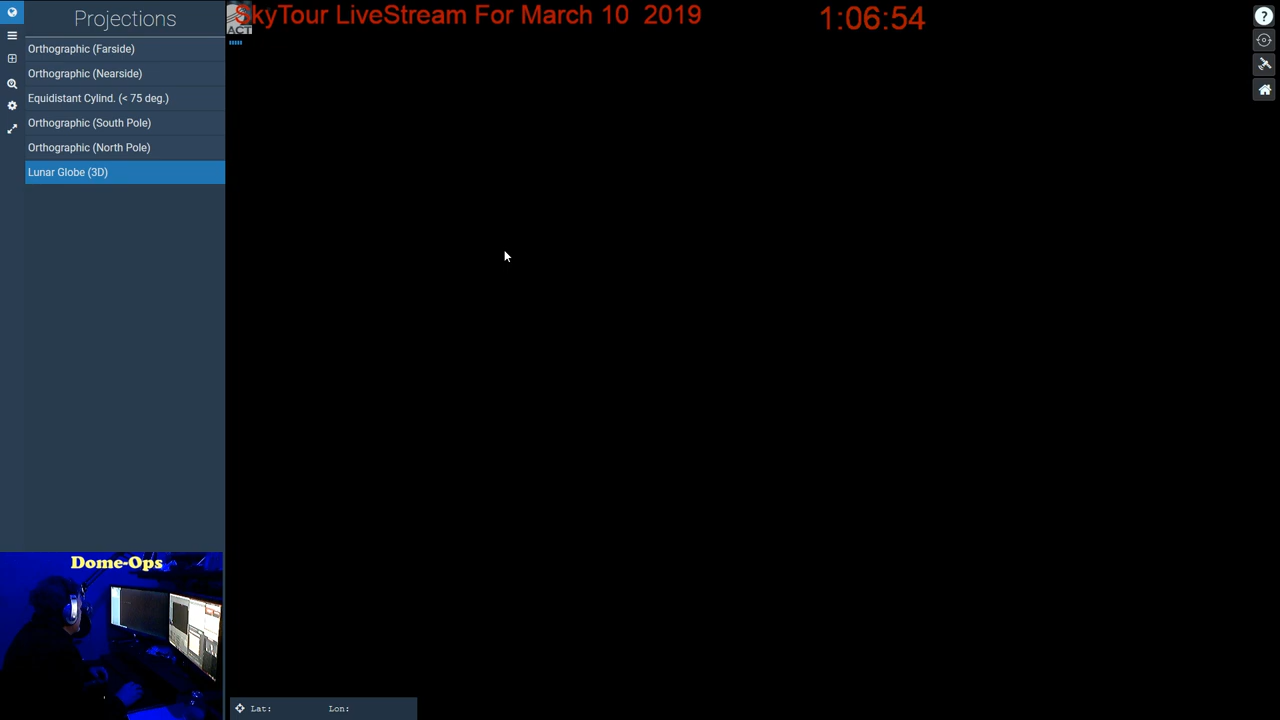 Projections
Orthographic (Farside)
Orthographic (Nearside)
Equidistant Cylind. (< 75 deg.)
Orthographic (South Pole)
Orthographic (North Pole)
Lunar Globe (3D)
SkyTour LiveStream For March 10 2019
1:06:54
ACT
?
Dome-Ops
Lat: Lon: